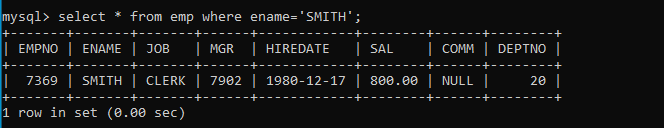 mysql> select * from emp where ename='SMITH';
+-------+-------+-------+------+------------+--------+------+--------+
| EMPNO | ENAME | JOB   | MGR  | HIREDATE   | SAL    | COMM | DEPTNO |
+-------+-------+-------+------+------------+--------+------+--------+
|  7369 | SMITH | CLERK | 7902 | 1980-12-17 | 800.00 | NULL |     20 |
+-------+-------+-------+------+------------+--------+------+--------+
1 row in set (0.00 sec)